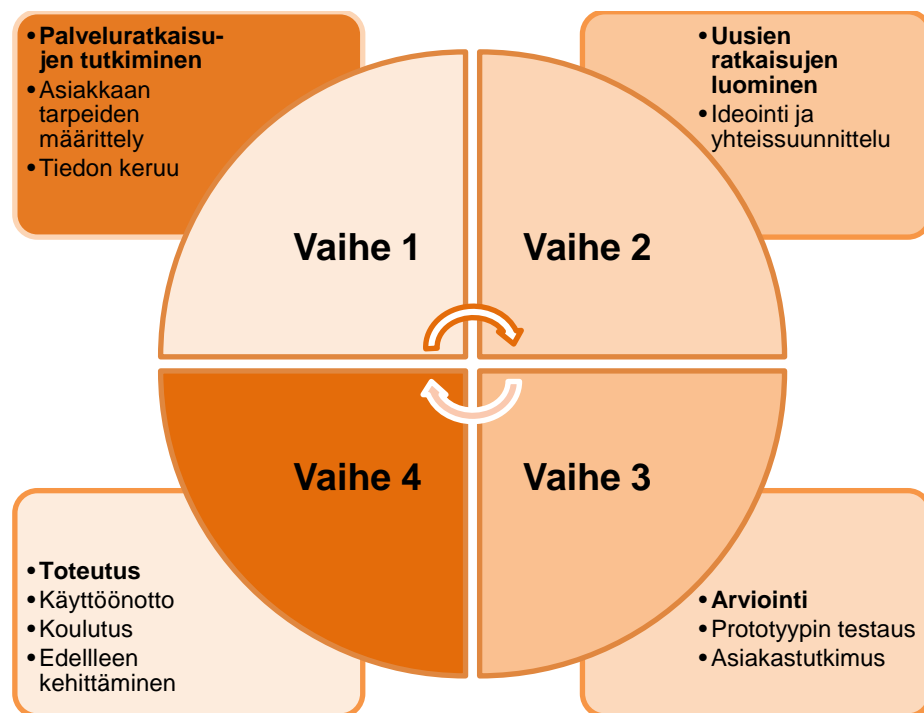 •Palveluratkaisu-
jen tutkiminen
•Asiakkaan
tarpeiden
määrittely
•Tiedon keruu
•Uusien
ratkaisujen
luominen
•Ideointi ja
yhteissuunnittelu
Vaihe 1
Vaihe 2
Vaihe 4
Vaihe 3
•Toteutus
•Käyttöönotto
•Koulutus
•Edellleen
kehittäminen
•Arviointi
•Prototyypin testaus
•Asiakastutkimus